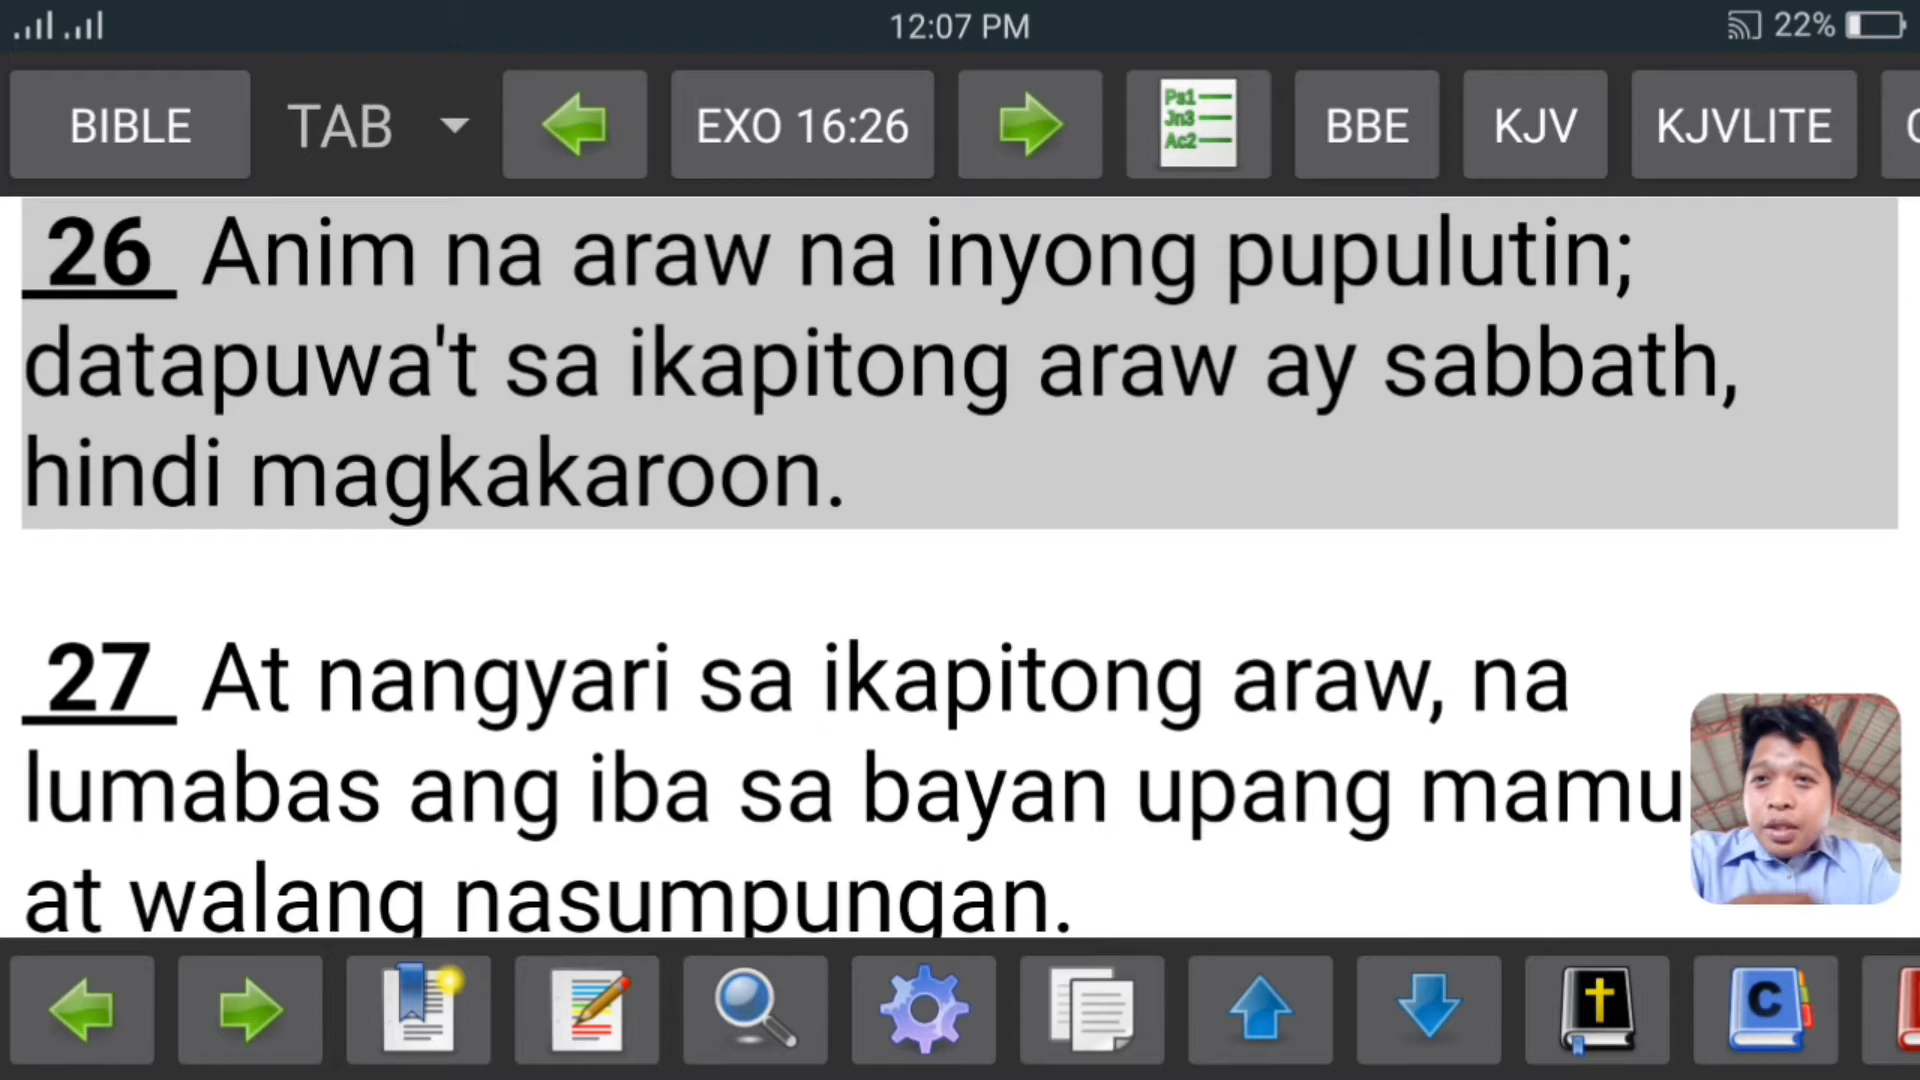 12:07 PM
22%
BIBLE TAB EXO 16:26 Ps1 Jn3 Ac2 BBE KJV KJVLITE
26 Anim na araw na inyong pupulutin;
datapuwa't sa ikapitong araw ay sabbath,
hindi magkakaroon.
27 At nangyari sa ikapitong araw, na
lumabas ang iba sa bayan upang mamu
at walang nasumpungan.
C